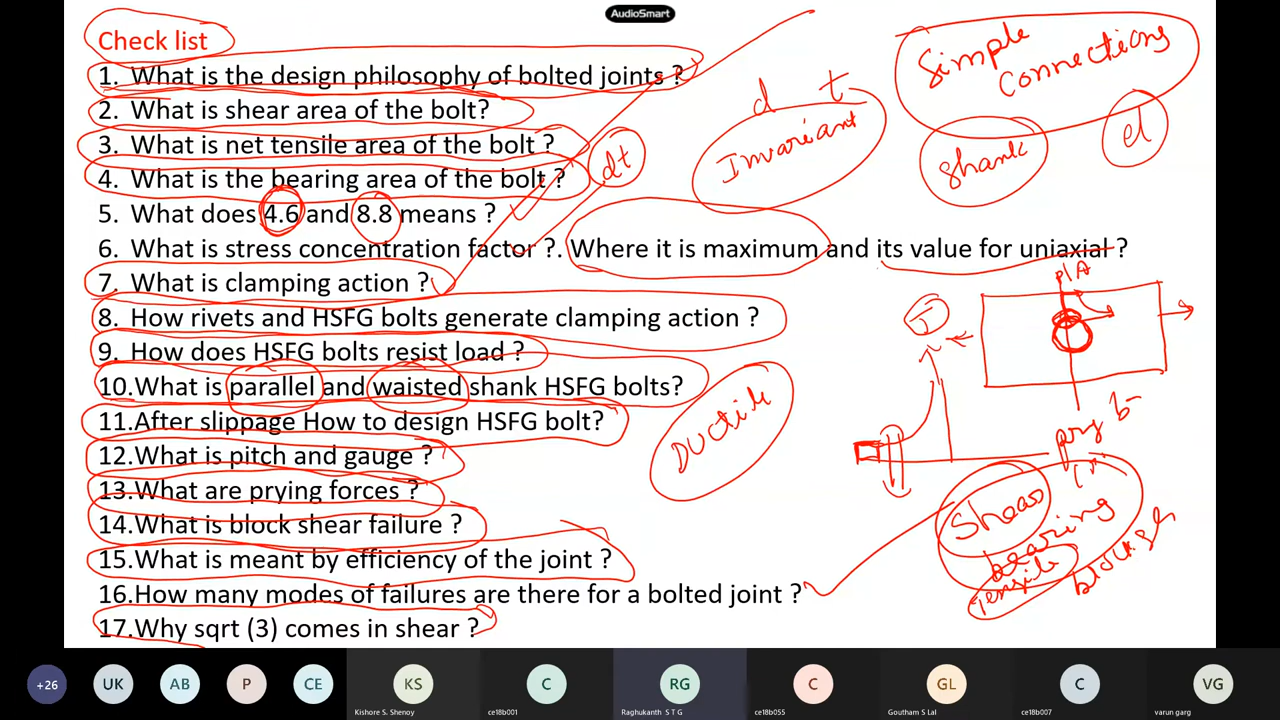 AudioSmart
Check list
1. What is the design philosophy of bolted joints ?
2. What is shear area of the bolt?
3. What is net tensile area of the bolt ?
4. What is the bearing area of the bolt ?
5. What does 4.6 and 8.8 means ?
6. What is stress concentration factor ?. Where it is maximum and its value for uniaxial ?
7. What is clamping action ?
8. How rivets and HSFG bolts generate clamping action ?
9. How does HSFG bolts resist load ?
10.What is parallel and waisted shank HSFG bolts?
11.After slippage How to design HSFG bolt?
12.What is pitch and gauge ?
13.What are prying forces ?
14.What is block shear failure ?
15.What is meant by efficiency of the joint ?
16.How many modes of failures are there for a bolted joint ?
17.Why sqrt (3) comes in shear ?
Simple
Connections
d t
Invariant
dt
shank
el
P/A
T
Ductile
pry
Shear
bearing
Tensile
+26
UK
AB
P
CE
KS
C
RG
C
GL
C
VG
Kishore S. Shenoy
ce18b001
Raghukanth S T G
ce18b055
Goutham S Lal
ce18b007
varun garg